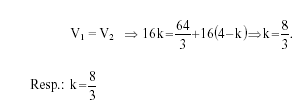 V₁ = V₂ ⇒ 16k=64/3+16(4−k)⇒k=8/3.
Resp.: k=8/3